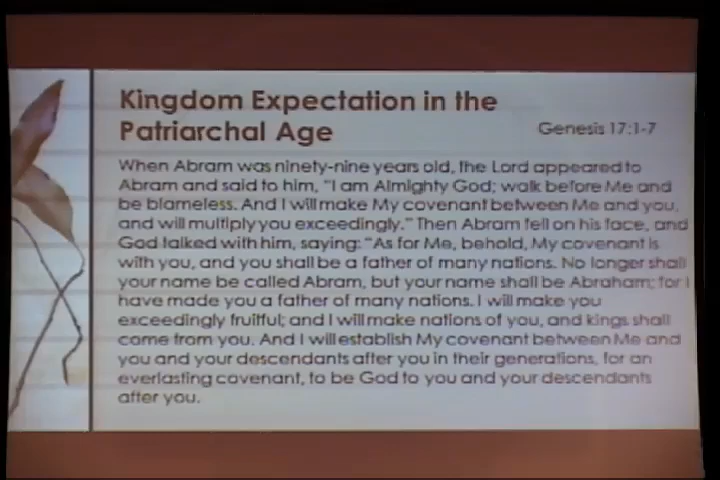 Kingdom Expectation in the
Patriarchal Age
Genesis 17:1-7
When Abram was ninety-nine years old, the Lord appeared to
Abram and said to him, "I am Almighty God; walk before Me and
be blameless. And I will make My covenant between Me and you,
and will multiply you exceedingly." Then Abram fell on his face, and
God talked with him, saying: "As for Me, behold, My covenant is
with you, and you shall be a father of many nations. No longer shall
your name be called Abram, but your name shall be Abraham; for I
have made you a father of many nations. I will make you
exceedingly fruitful; and I will make nations of you, and kings shall
come from you. And I will establish My covenant between Me and
you and your descendants after you in their generations, for an
everlasting covenant, to be God to you and your descendants
after you.